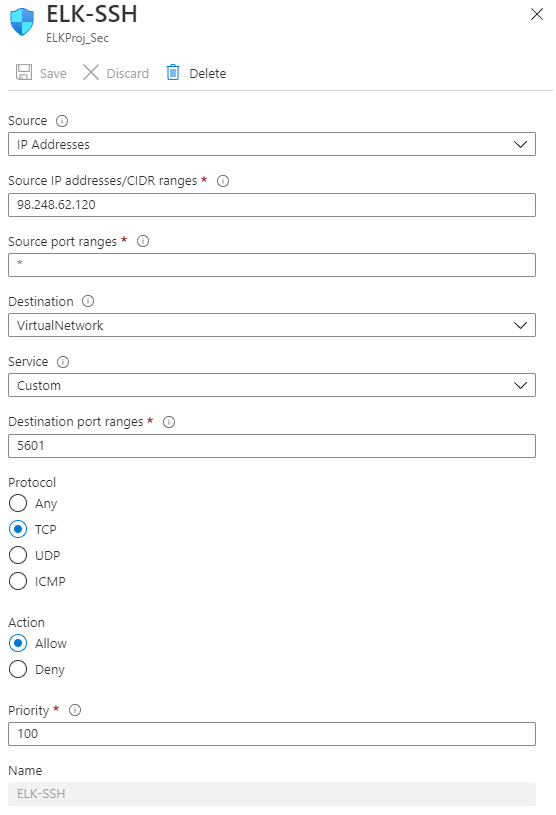 ELK-SSH
ELKProj_Sec
Save Discard Delete
Source
IP Addresses
Source IP addresses/CIDR ranges *
98.248.62.120
Source port ranges *
*
Destination
VirtualNetwork
Service
Custom
Destination port ranges *
5601
Protocol
Any
TCP
UDP
ICMP
Action
Allow
Deny
Priority *
100
Name
ELK-SSH